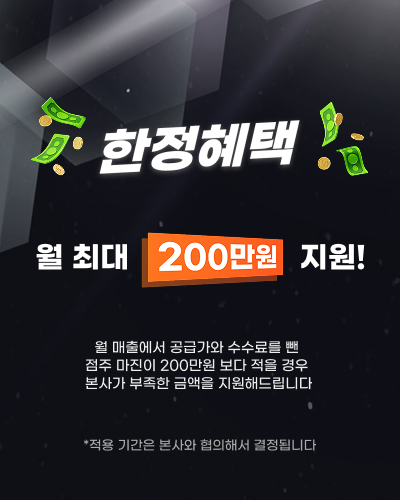 한정혜택
월 최대 200만원 지원!
월 매출에서 공급가와 수수료를 뺀
점주 마진이 200만원 보다 적을 경우
본사가 부족한 금액을 지원해드립니다
*적용 기간은 본사와 협의해서 결정됩니다